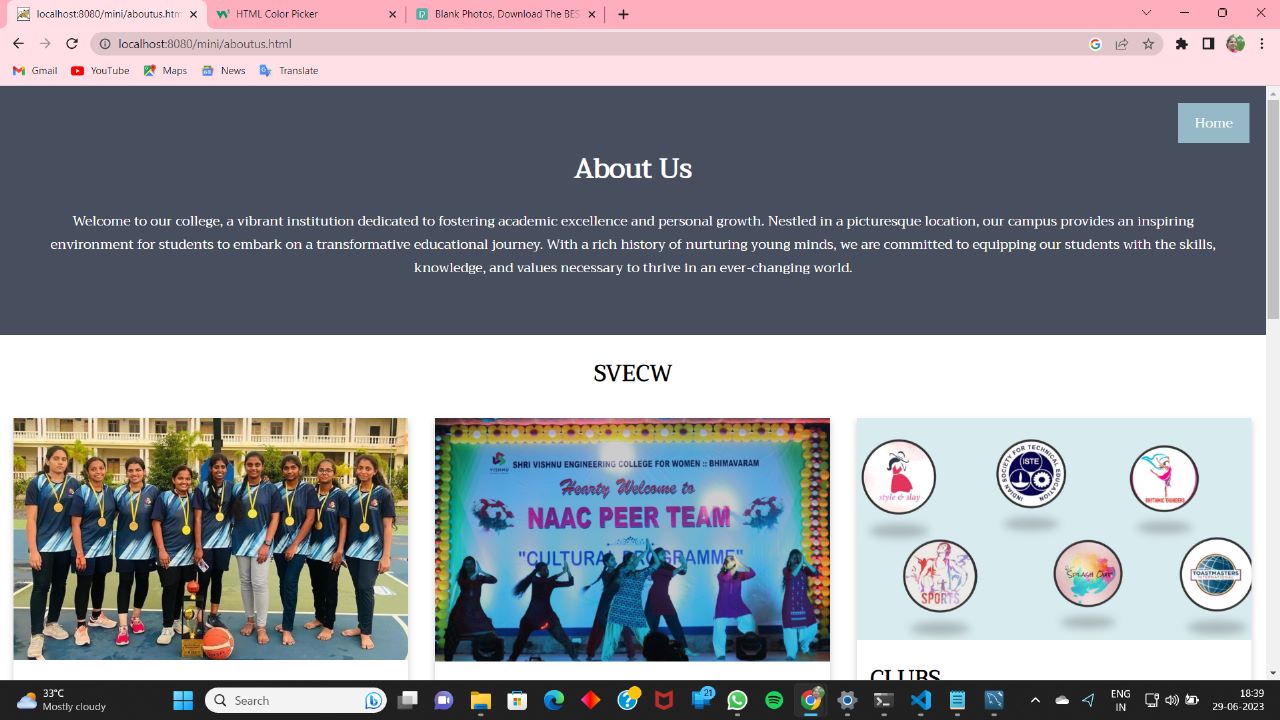 localhost:8080/mini/aboutus.htm
HTML Color Picker
Blank Photos, Download The BES
localhost:8080/mini/aboutus.html
Gmail
YouTube
Maps
News
Translate
Home
About Us
Welcome to our college, a vibrant institution dedicated to fostering academic excellence and personal growth. Nestled in a picturesque location, our campus provides an inspiring
environment for students to embark on a transformative educational journey. With a rich history of nurturing young minds, we are committed to equipping our students with the skills,
knowledge, and values necessary to thrive in an ever-changing world.
SVECW
VISHNU
SHRI VISHNU ENGINEERING COLLEGE FOR WOMEN :: BHIMAVARAM
Hearty Welcome to
NAAC PEER TEAM
"CULTURAL PROGRAMME"
style & slay
INDIAN SOCIETY FOR TECHNICAL EDUCATION
ISTE
RHYTHMIC THUNDERS
SPORTS
SPLASH OUT
TOASTMASTERS
INTERNATIONAL
CLUBS
33°C
Mostly cloudy
Search
21
ENG
IN
18:39
29-06-2023